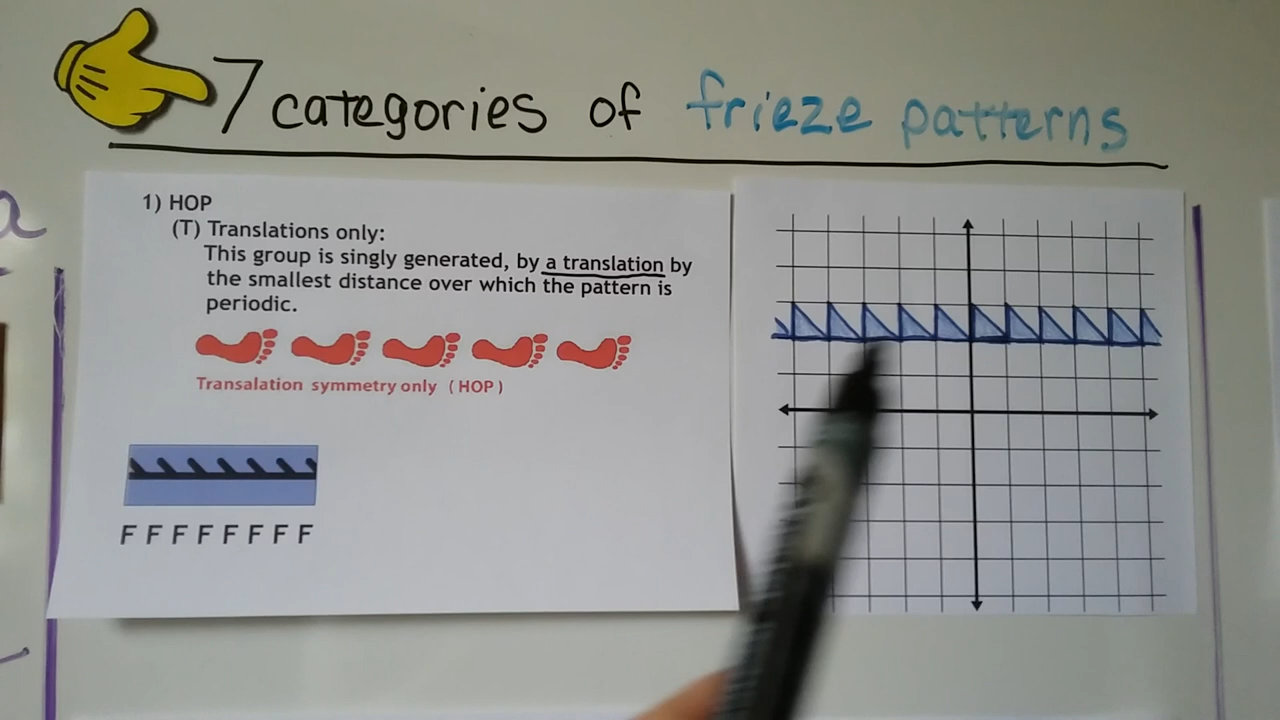 7 categories of frieze patterns
1) HOP
(T) Translations only:
This group is singly generated, by a translation by
the smallest distance over which the pattern is
periodic.
Transalation symmetry only ( HOP )
F F F F F F F F